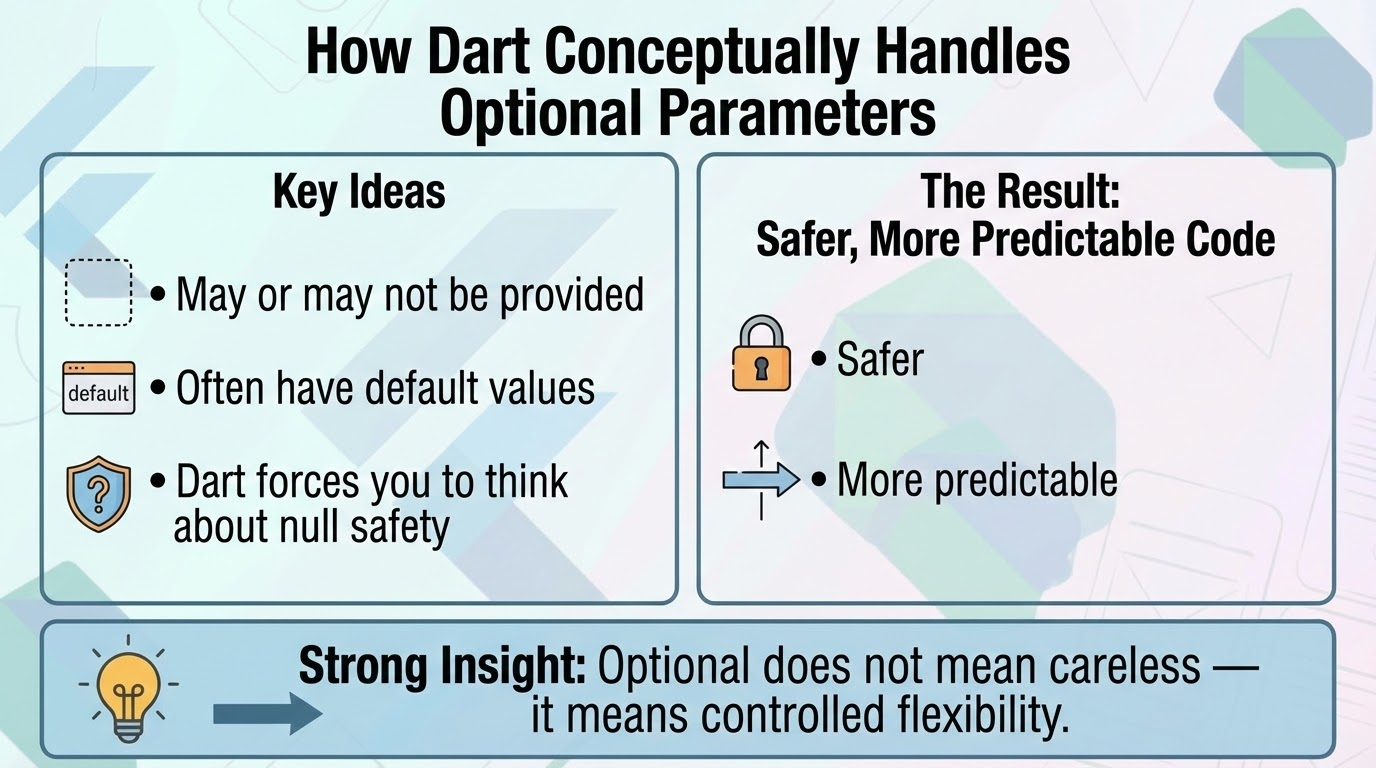 How Dart Conceptually Handles
Optional Parameters
Key Ideas
• May or may not be provided
default
• Often have default values
?
• Dart forces you to think
about null safety
The Result:
Safer, More Predictable Code
• Safer
• More predictable
Strong Insight: Optional does not mean careless —
it means controlled flexibility.